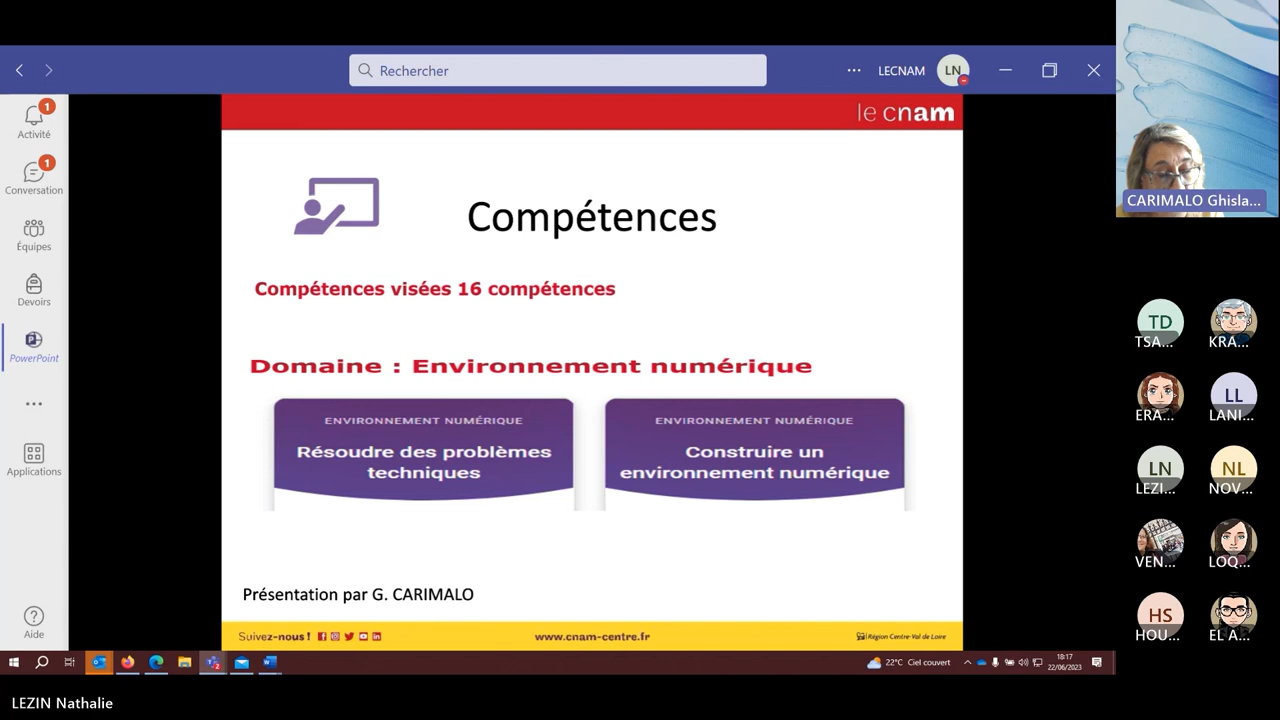 Rechercher
LECNAM
LN
1
Activité
1
Conversation
Équipes
Devoirs
PowerPoint
Applications
Aide
le cnam
Compétences
Compétences visées 16 compétences
Domaine : Environnement numérique
ENVIRONNEMENT NUMÉRIQUE
Résoudre des problèmes
techniques
ENVIRONNEMENT NUMÉRIQUE
Construire un
environnement numérique
Présentation par G. CARIMALO
Suivez-nous !
www.cnam-centre.fr
Région Centre-Val de Loire
22°C Ciel couvert
18:17
22/06/2023
CARIMALO Ghisla...
TD
TSA...
KRA...
ERA...
LL
LANI...
LN
LEZI...
NL
NOV...
VEN...
LOQ...
HS
HOU...
EL A...
LEZIN Nathalie